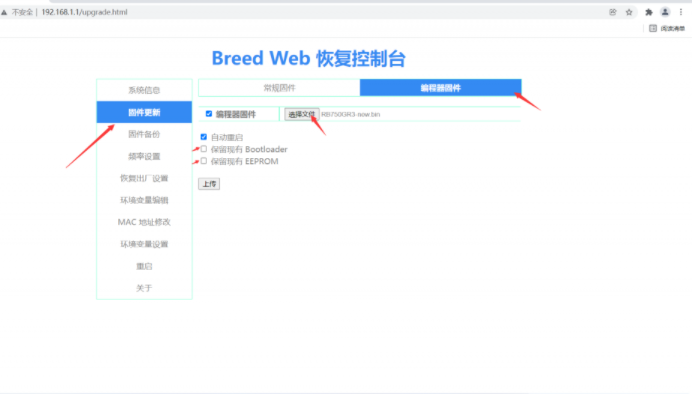 不安全 | 192.168.1.1/upgrade.html
阅读清单
Breed Web 恢复控制台
系统信息
固件更新
固件备份
频率设置
恢复出厂设置
环境变量编辑
MAC 地址修改
环境变量设置
重启
关于
常规固件
编程器固件
编程器固件
选择文件
RB750GR3-new.bin
自动重启
保留现有 Bootloader
保留现有 EEPROM
上传